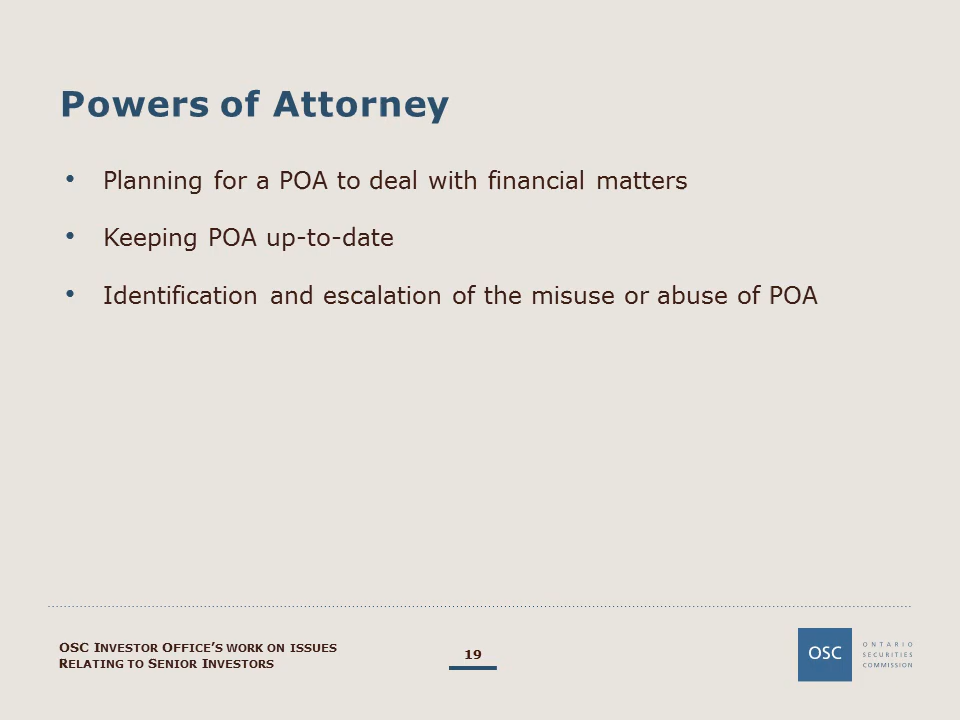 Powers of Attorney
• Planning for a POA to deal with financial matters
• Keeping POA up-to-date
• Identification and escalation of the misuse or abuse of POA
OSC INVESTOR OFFICE'S WORK ON ISSUES
RELATING TO SENIOR INVESTORS
19
OSC
ONTARIO
SECURITIES
COMMISSION